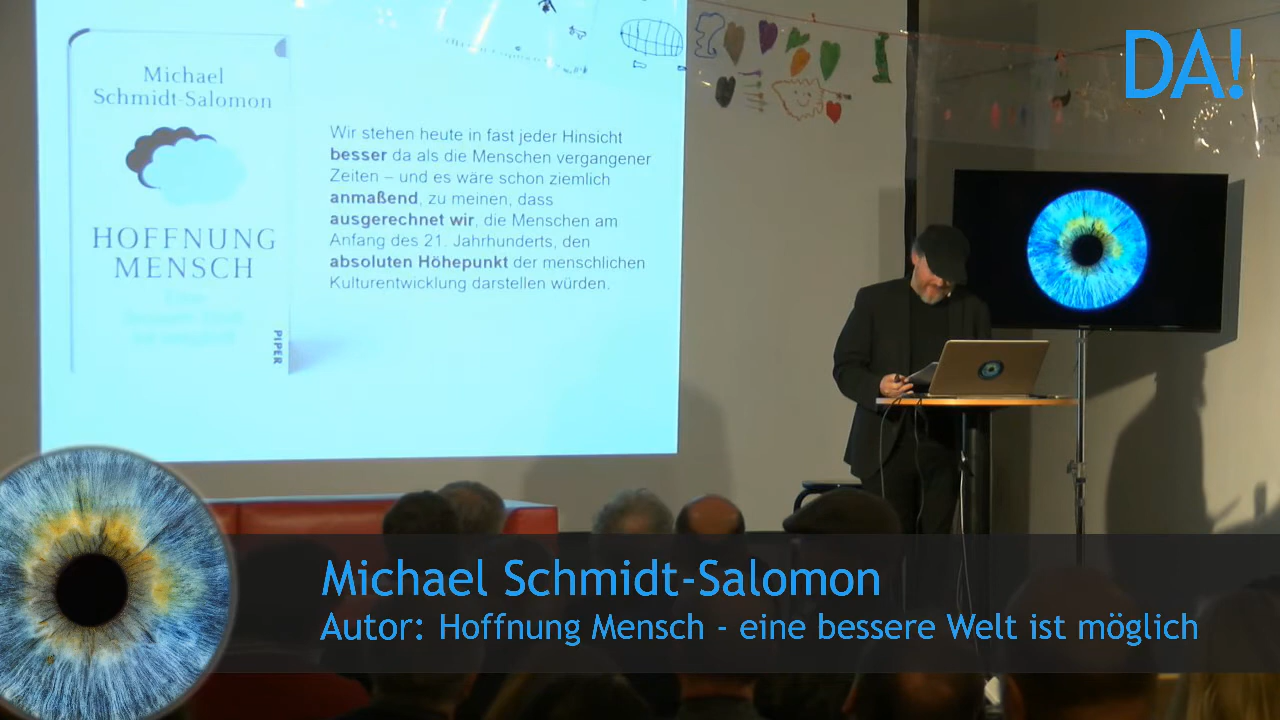 DA!
Michael
Schmidt-Salomon
HOFFNUNG
MENSCH
PIPER
Wir stehen heute in fast jeder Hinsicht
besser da als die Menschen vergangener
Zeiten – und es wäre schon ziemlich
anmaßend, zu meinen, dass
ausgerechnet wir, die Menschen am
Anfang des 21. Jahrhunderts, den
absoluten Höhepunkt der menschlichen
Kulturentwicklung darstellen würden.
Michael Schmidt-Salomon
Autor: Hoffnung Mensch - eine bessere Welt ist möglich